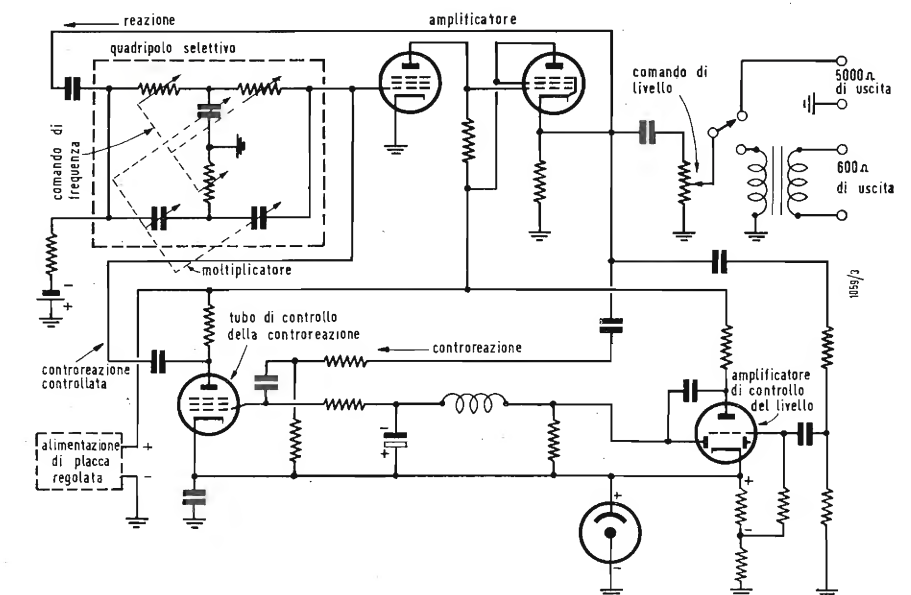 reazione
amplificatore
quadripolo selettivo
comando di
frequenza
moltiplicatore
comando di
livello
5000 Ω
di uscita
600 Ω
di uscita
1059/3
-
+
tubo di controllo
della controreazione
controreazione
controreazione
controllata
amplificatore
di controllo
del livello
alimentazione
di placca
regolata
+
-
-
+
+
-
+
-